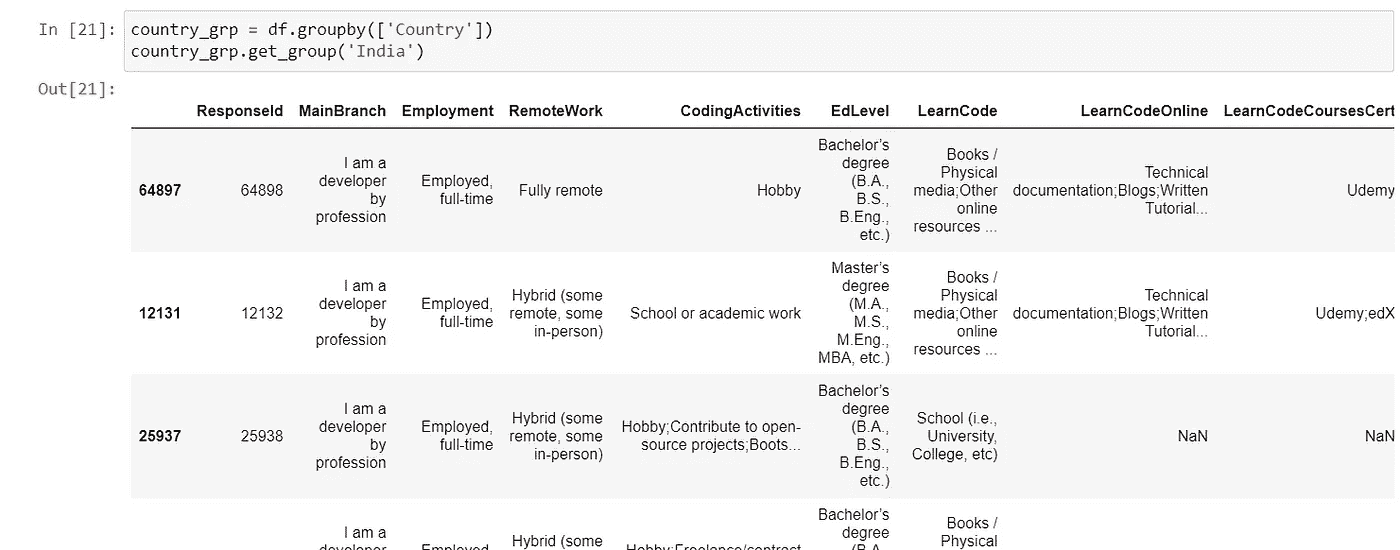 In [21]: country_grp = df.groupby(['Country'])
country_grp.get_group('India')
Out[21]:
ResponseId MainBranch Employment RemoteWork CodingActivities EdLevel LearnCode LearnCodeOnline LearnCodeCoursesCert
64897 64898 I am a developer by profession Employed, full-time Fully remote Hobby Bachelor’s degree (B.A., B.S., B.Eng., etc.) Books / Physical media;Other online resources ... Technical documentation;Blogs;Written Tutorial... Udemy
12131 12132 I am a developer by profession Employed, full-time Hybrid (some remote, some in-person) School or academic work Master’s degree (M.A., M.S., M.Eng., MBA, etc.) Books / Physical media;Other online resources ... Technical documentation;Blogs;Written Tutorial... Udemy;edX
25937 25938 I am a developer by profession Employed, full-time Hybrid (some remote, some in-person) Hobby;Contribute to open-source projects;Boots... Bachelor’s degree (B.A., B.S., B.Eng., etc.) School (i.e., University, College, etc) NaN NaN
I am a developer Employed, Hybrid (some Hobby;Freelance/contract Bachelor’s degree (B.A., Books / Physical